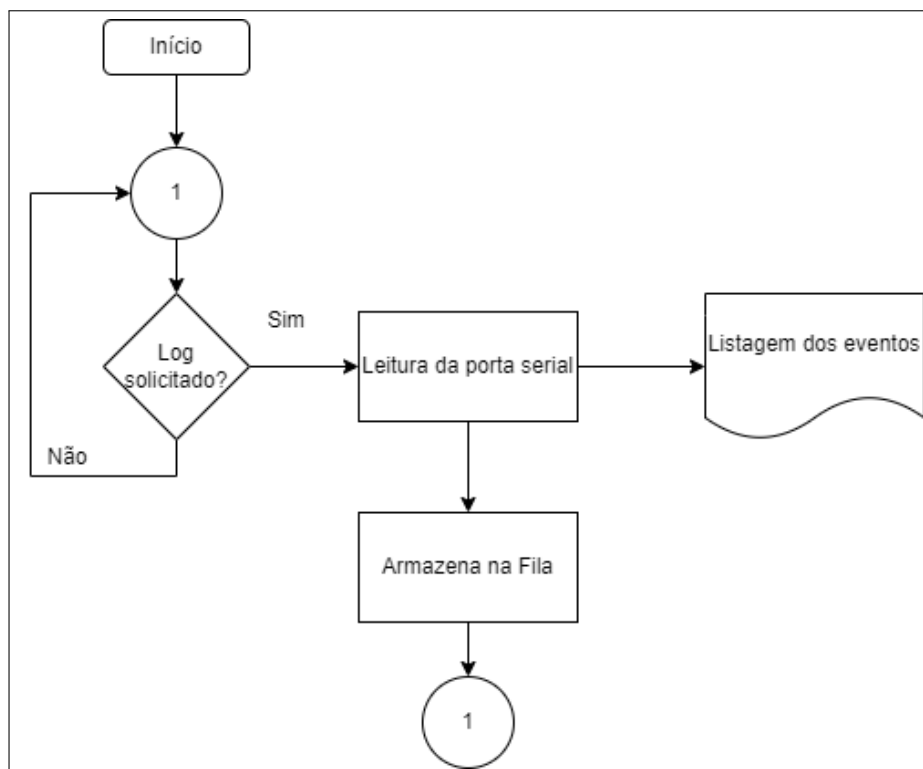 Início
1
Log
solicitado?
Sim
Não
Leitura da porta serial
Listagem dos eventos
Armazena na Fila
1